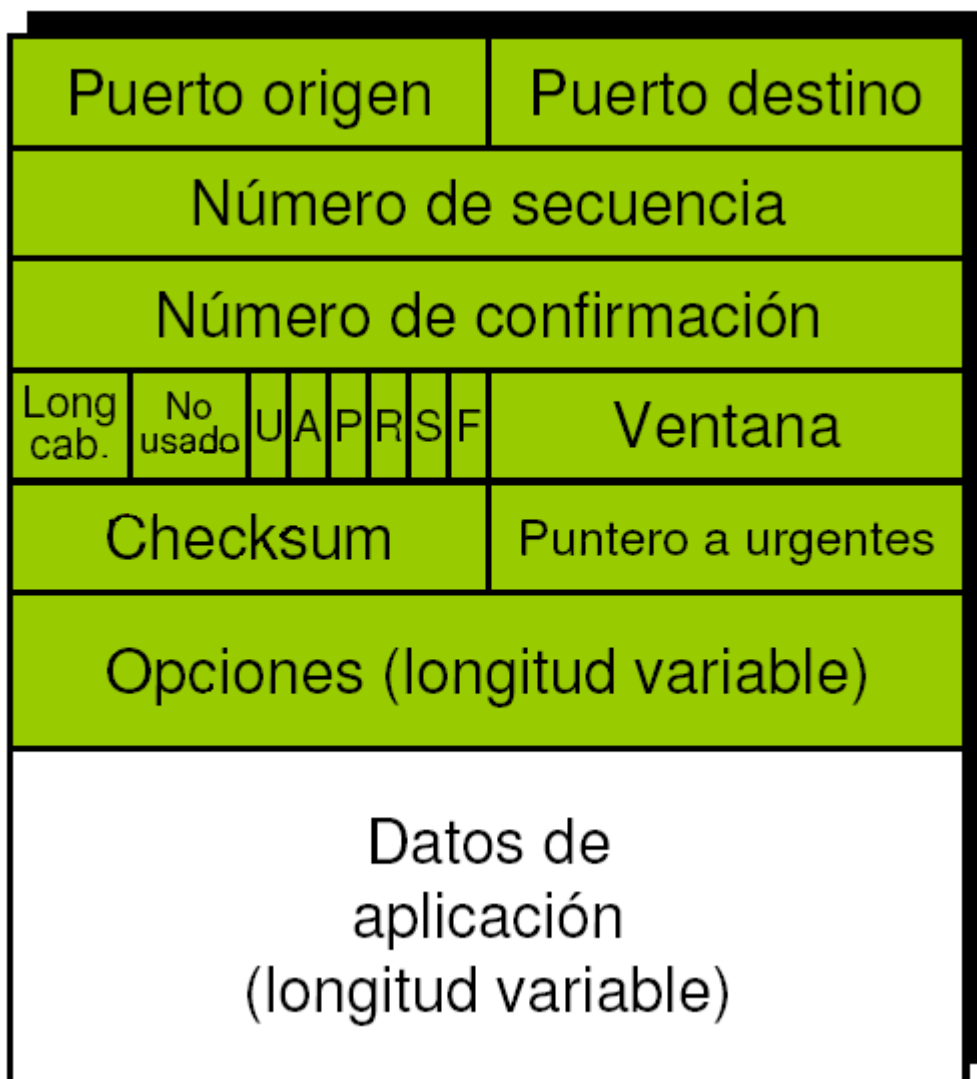 Puerto origen
Puerto destino
Número de secuencia
Número de confirmación
Long
cab.
No
usado
U
A
P
R
S
F
Ventana
Checksum
Puntero a urgentes
Opciones (longitud variable)
Datos de
aplicación
(longitud variable)